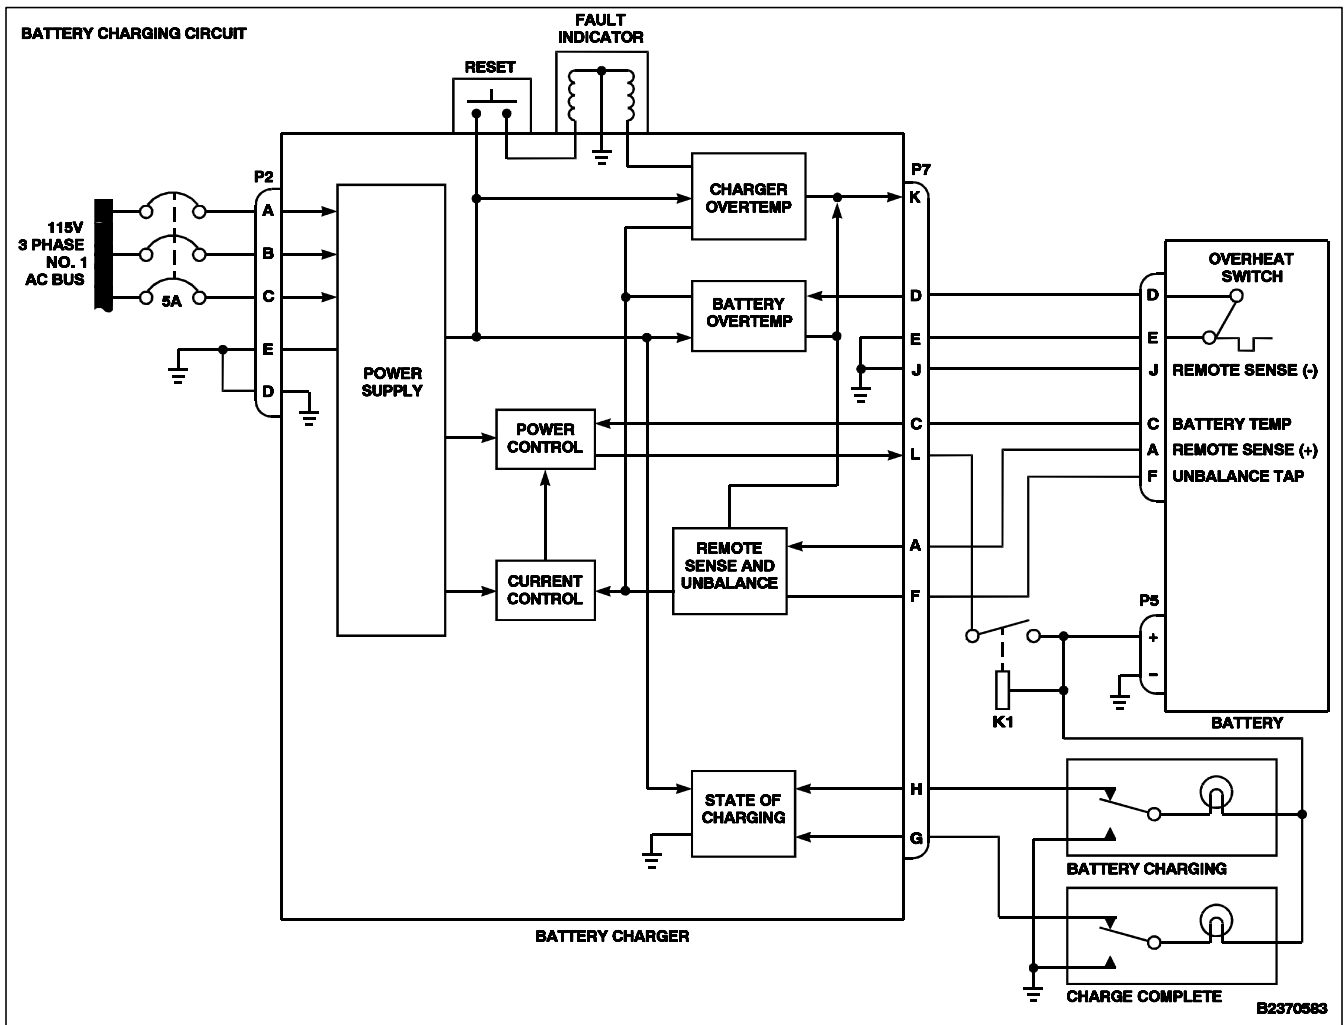 BATTERY CHARGING CIRCUIT
FAULT
INDICATOR
RESET
P2
P7
115V
3 PHASE
NO. 1
AC BUS
5A
A
B
C
E
D
POWER
SUPPLY
CHARGER
OVERTEMP
BATTERY
OVERTEMP
POWER
CONTROL
CURRENT
CONTROL
REMOTE
SENSE AND
UNBALANCE
STATE OF
CHARGING
K
D
E
J
C
L
A
F
H
G
BATTERY CHARGER
OVERHEAT
SWITCH
D
E
J REMOTE SENSE (-)
C BATTERY TEMP
A REMOTE SENSE (+)
F UNBALANCE TAP
P5
+
-
K1
BATTERY
BATTERY CHARGING
CHARGE COMPLETE
B2370583